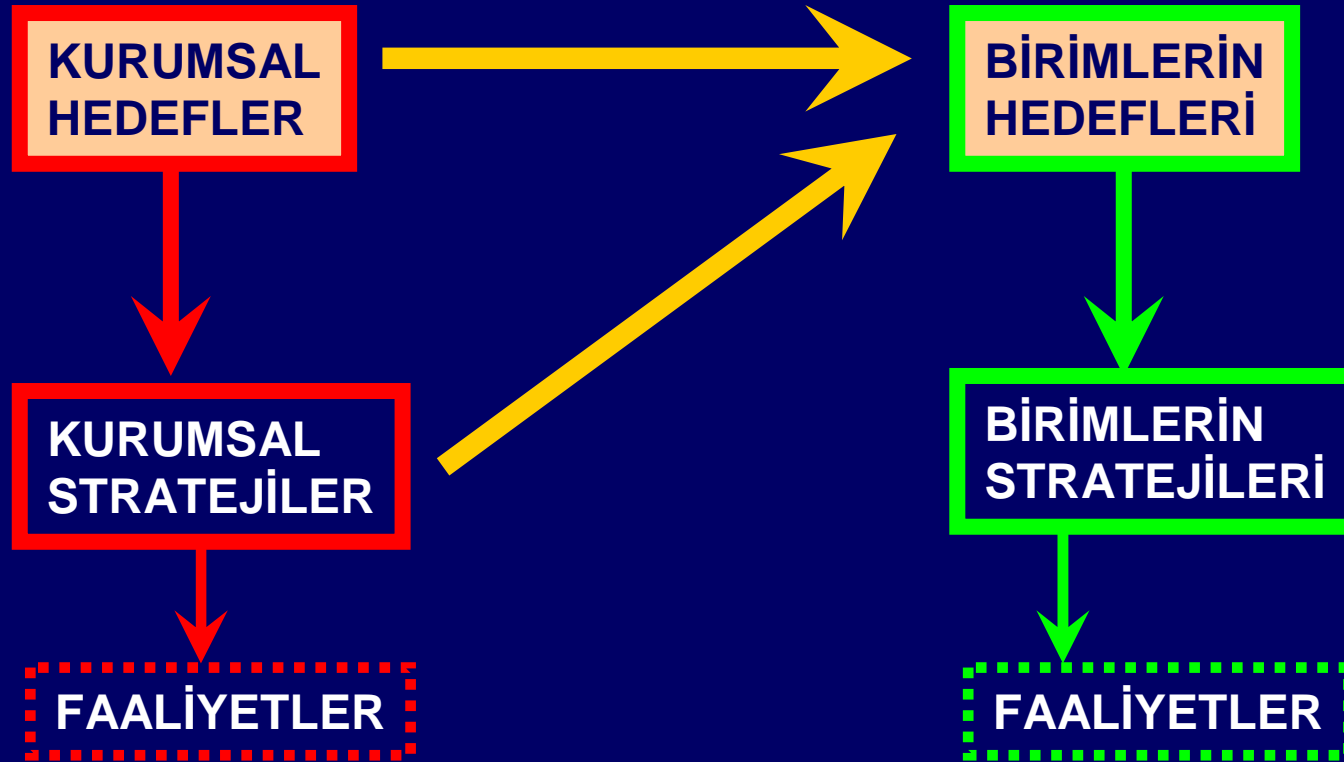 KURUMSAL
HEDEFLER
BİRİMLERİN
HEDEFLERİ
KURUMSAL
STRATEJİLER
BİRİMLERİN
STRATEJİLERİ
FAALİYETLER
FAALİYETLER